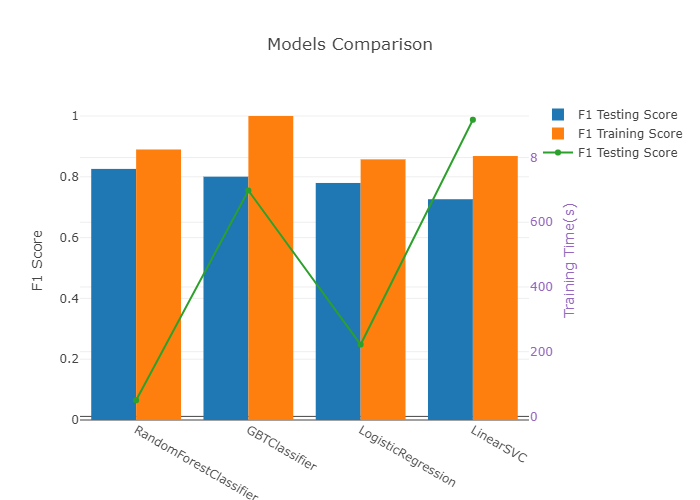 Models Comparison
F1 Testing Score
F1 Training Score
F1 Testing Score
F1 Score
1
0.8
0.6
0.4
0.2
0
8
600
400
200
0
Training Time(s)
RandomForestClassifier
GBTClassifier
LogisticRegression
LinearSVC